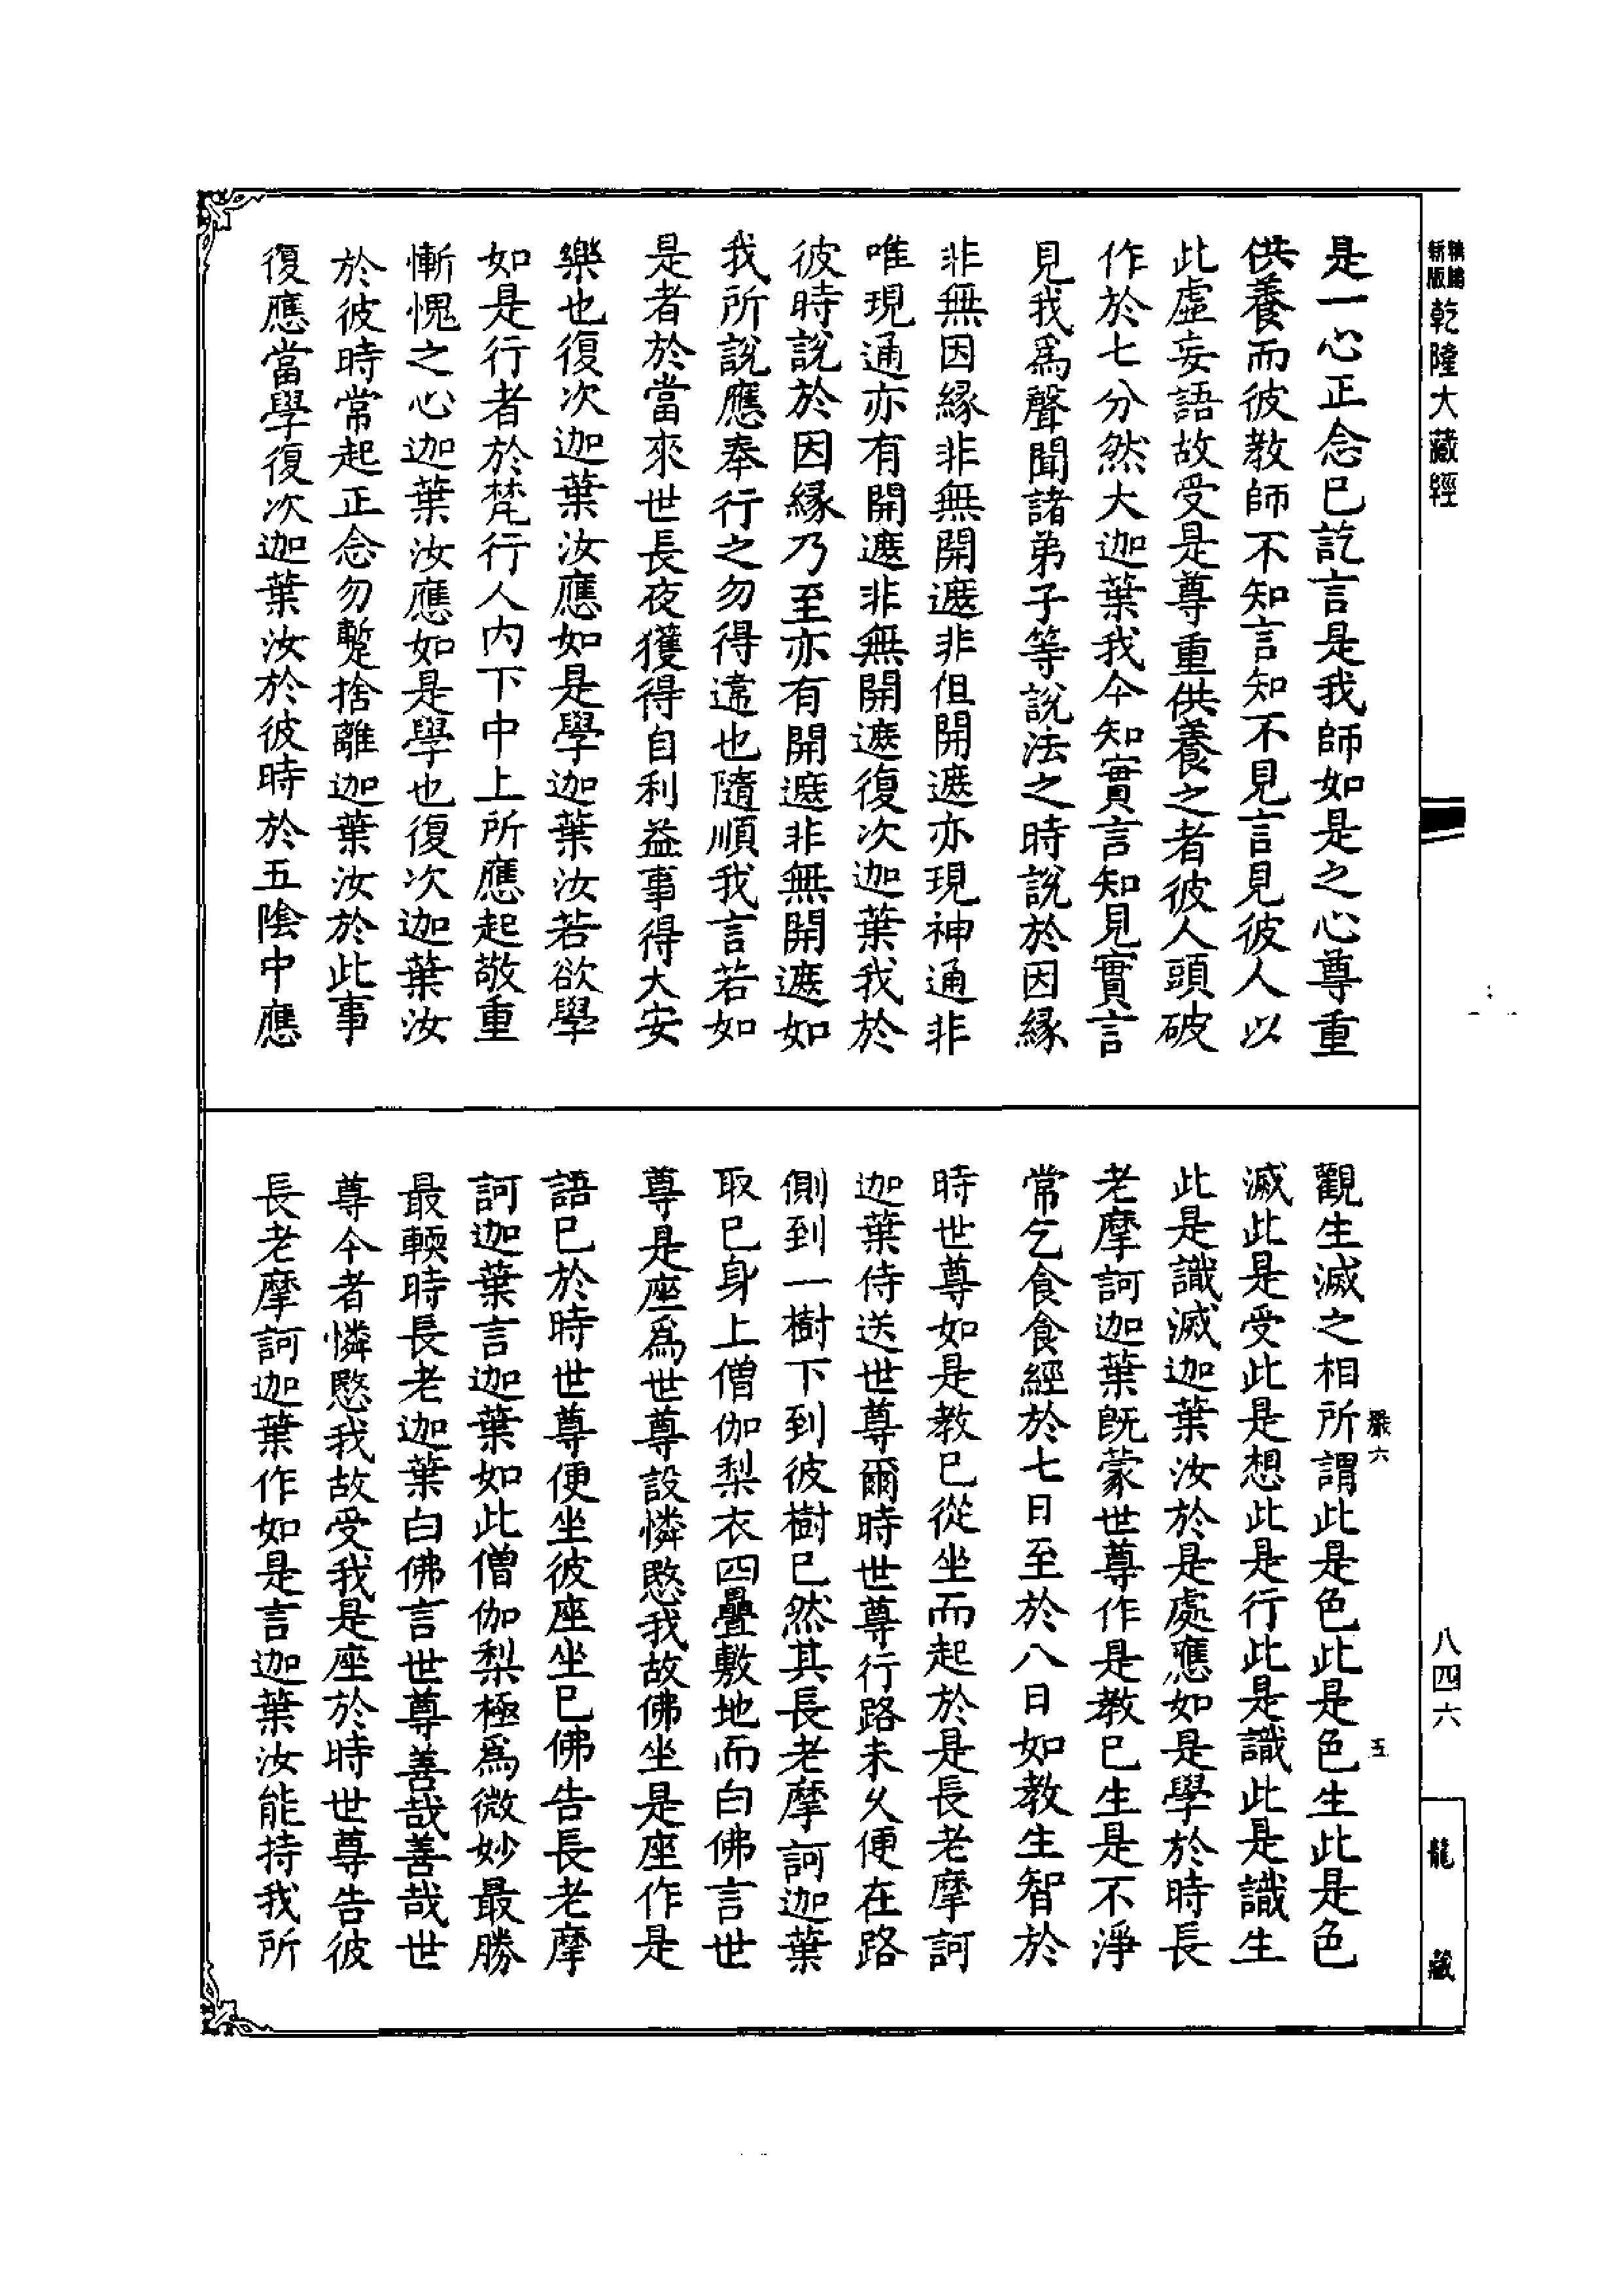 新版
乾隆大藏經
是一心正念已訖言是我師如是之心尊重
供養而彼教師不知言知不見言見彼人以
此虛妄語故受是尊重供養之者彼人頭破
作於七分然大迦葉我今知實言知見實言
見我為聲聞諸弟子等說法之時說於因緣
非無因緣非無開遮非但開遮亦現神通非
唯現通亦有開遮非無開遮復次迦葉我於
彼時說於因緣乃至亦有開遮非無開遮如
我所說應奉行之勿得違也隨順我言若如
是者於當來世長夜獲得自利益事得大安
樂也復次迦葉汝應如是學迦葉汝若欲學
如是行者於梵行人內下中上所應起敬重
慚愧之心迦葉汝應如是學也復次迦葉汝
於彼時常起正念勿蹔捨離迦葉汝於此事
復應當學復次迦葉汝於彼時於五陰中應
觀生滅之相所謂此是色此是色生此是色
滅此是受此是想此是行此是識此是識生
此是識滅迦葉汝於是處應如是學於時長
老摩訶迦葉旣蒙世尊作是教已生是不淨
常乞食食經於七日至於八日如教生智於
時世尊如是教已從坐而起於是長老摩訶
迦葉侍送世尊爾時世尊行路未久便在路
側到一樹下到彼樹已然其長老摩訶迦葉
取已身上僧伽梨衣四疊敷地而白佛言世
尊是座為世尊設憐愍我故佛坐是座作是
語已於時世尊便坐彼座坐已佛告長老摩
訶迦葉言迦葉如此僧伽梨極為微妙最勝
最輭時長老迦葉白佛言世尊善哉善哉世
尊今者憐愍我故受我是座於時世尊告彼
長老摩訶迦葉作如是言迦葉汝能持我所
六
五
八四六
龍藏